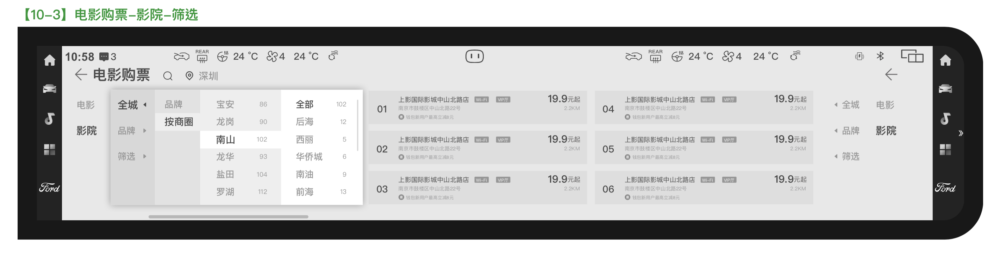 【10-3】电影购票-影院-筛选
10:58 3 REAR 24 °C 4 24 °C REAR 24 °C 4 24 °C
电影购票 深圳
电影
影院
全城
品牌
筛选
品牌
按商圈
宝安 86
龙岗 90
南山 102
龙华 93
盐田 104
罗湖 112
全部 102
后海 12
西丽 5
华侨城 6
南油 9
前海 13
01 上影国际影城中山北路店 Wi-Fi VIP厅 19.9元起
南京市鼓楼区中山北路22号 2.2KM
惠 钱包新用户最高立减8元
02 上影国际影城中山北路店 Wi-Fi VIP厅 19.9元起
南京市鼓楼区中山北路22号 2.2KM
惠 钱包新用户最高立减8元
03 上影国际影城中山北路店 Wi-Fi VIP厅 19.9元起
南京市鼓楼区中山北路22号 2.2KM
惠 钱包新用户最高立减8元
04 上影国际影城中山北路店 Wi-Fi VIP厅 19.9元起
南京市鼓楼区中山北路22号 2.2KM
惠 钱包新用户最高立减8元
05 上影国际影城中山北路店 Wi-Fi VIP厅 19.9元起
南京市鼓楼区中山北路22号 2.2KM
惠 钱包新用户最高立减8元
06 上影国际影城中山北路店 Wi-Fi VIP厅 19.9元起
南京市鼓楼区中山北路22号 2.2KM
惠 钱包新用户最高立减8元
全城 电影
品牌 影院
筛选
Ford
Ford